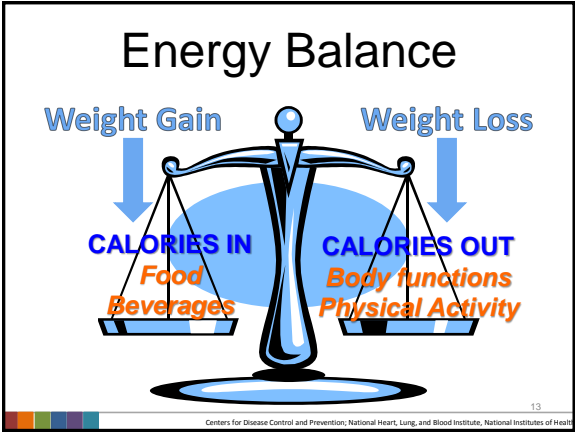 Energy Balance
Weight Gain
Weight Loss
CALORIES IN
Food
Beverages
CALORIES OUT
Body functions
Physical Activity
13
Centers for Disease Control and Prevention; National Heart, Lung, and Blood Institute, National Institutes of Healt